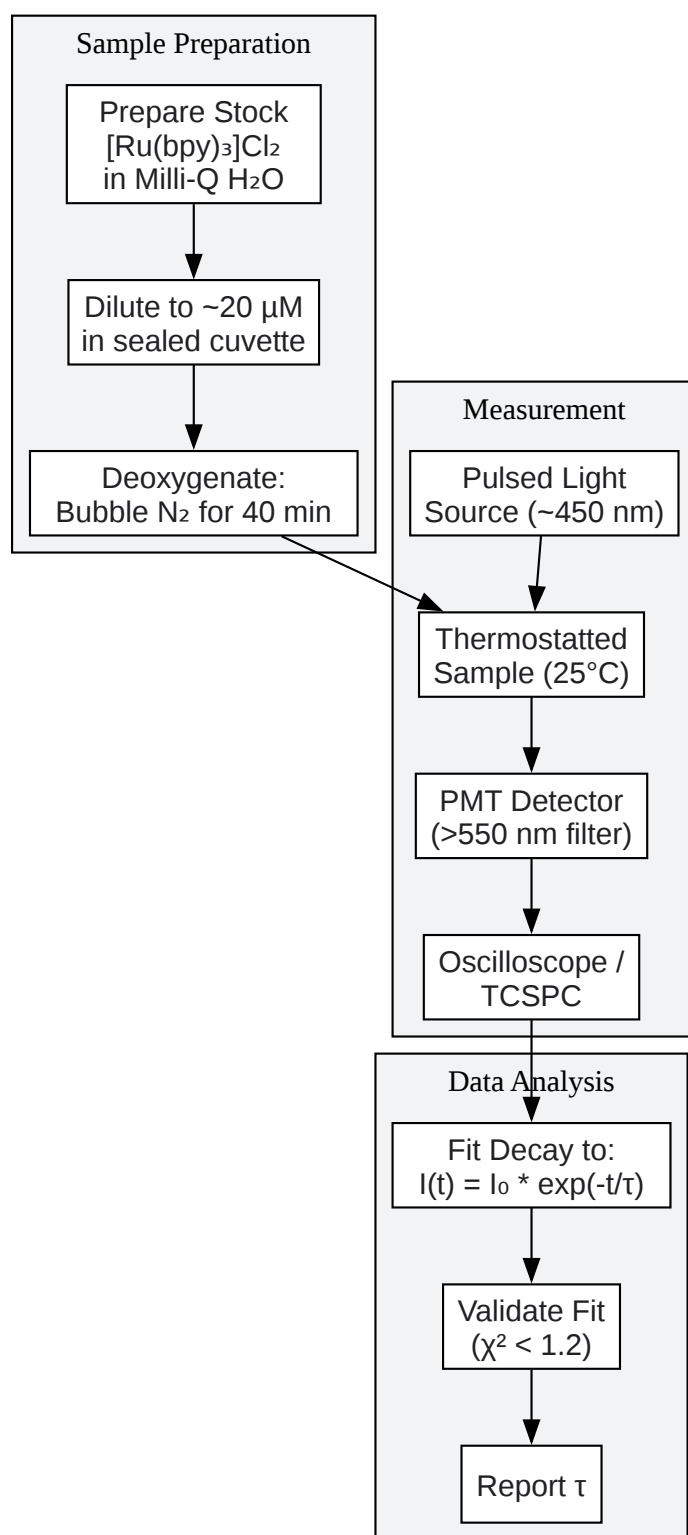 Sample Preparation
Prepare Stock
[Ru(bpy)₃]Cl₂
in Milli-Q H₂O
Dilute to ~20 µM
in sealed cuvette
Deoxygenate:
Bubble N₂ for 40 min
Measurement
Pulsed Light
Source (~450 nm)
Thermostatted
Sample (25°C)
PMT Detector
(>550 nm filter)
Oscilloscope /
TCSPC
Data Analysis
Fit Decay to:
I(t) = I₀ * exp(-t/τ)
Validate Fit
(χ² < 1.2)
Report τ